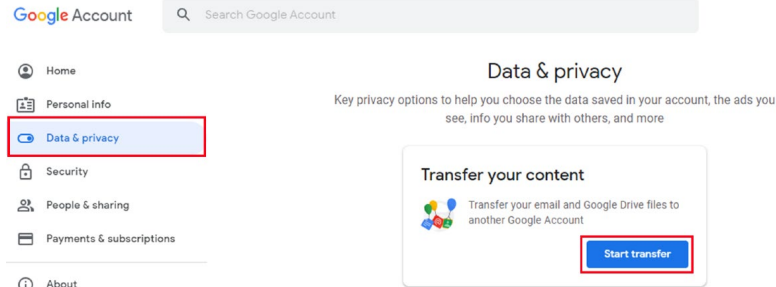 Google Account
Search Google Account
Home
Personal info
Data & privacy
Security
People & sharing
Payments & subscriptions
About
Data & privacy
Key privacy options to help you choose the data saved in your account, the ads you
see, info you share with others, and more
Transfer your content
Transfer your email and Google Drive files to
another Google Account
Start transfer